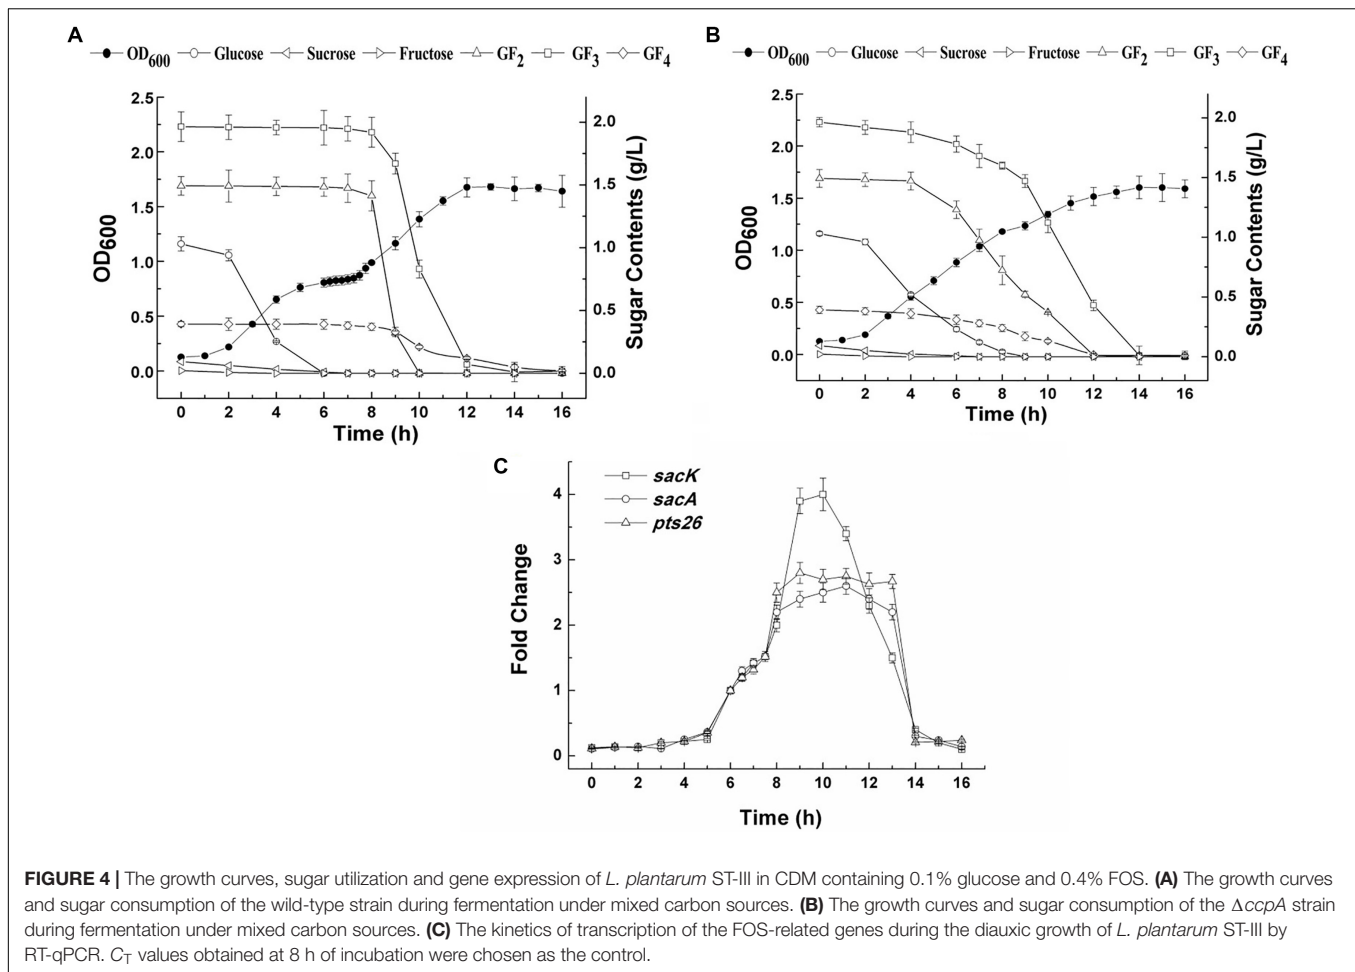 A
OD600 Glucose Sucrose Fructose GF2 GF3 GF4
2.5
2.0
1.5
1.0
0.5
0.0
OD600
2.0
1.5
1.0
0.5
0.0
Sugar Contents (g/L)
0 2 4 6 8 10 12 14 16
Time (h)
B
OD600 Glucose Sucrose Fructose GF2 GF3 GF4
2.5
2.0
1.5
1.0
0.5
0.0
OD600
2.0
1.5
1.0
0.5
0.0
Sugar Contents (g/L)
0 2 4 6 8 10 12 14 16
Time (h)
C
sacK
sacA
pts26
4
3
2
1
0
Fold Change
0 2 4 6 8 10 12 14 16
Time (h)
FIGURE 4 | The growth curves, sugar utilization and gene expression of L. plantarum ST-III in CDM containing 0.1% glucose and 0.4% FOS. (A) The growth curves
and sugar consumption of the wild-type strain during fermentation under mixed carbon sources. (B) The growth curves and sugar consumption of the ΔccpA strain
during fermentation under mixed carbon sources. (C) The kinetics of transcription of the FOS-related genes during the diauxic growth of L. plantarum ST-III by
RT-qPCR. CT values obtained at 8 h of incubation were chosen as the control.